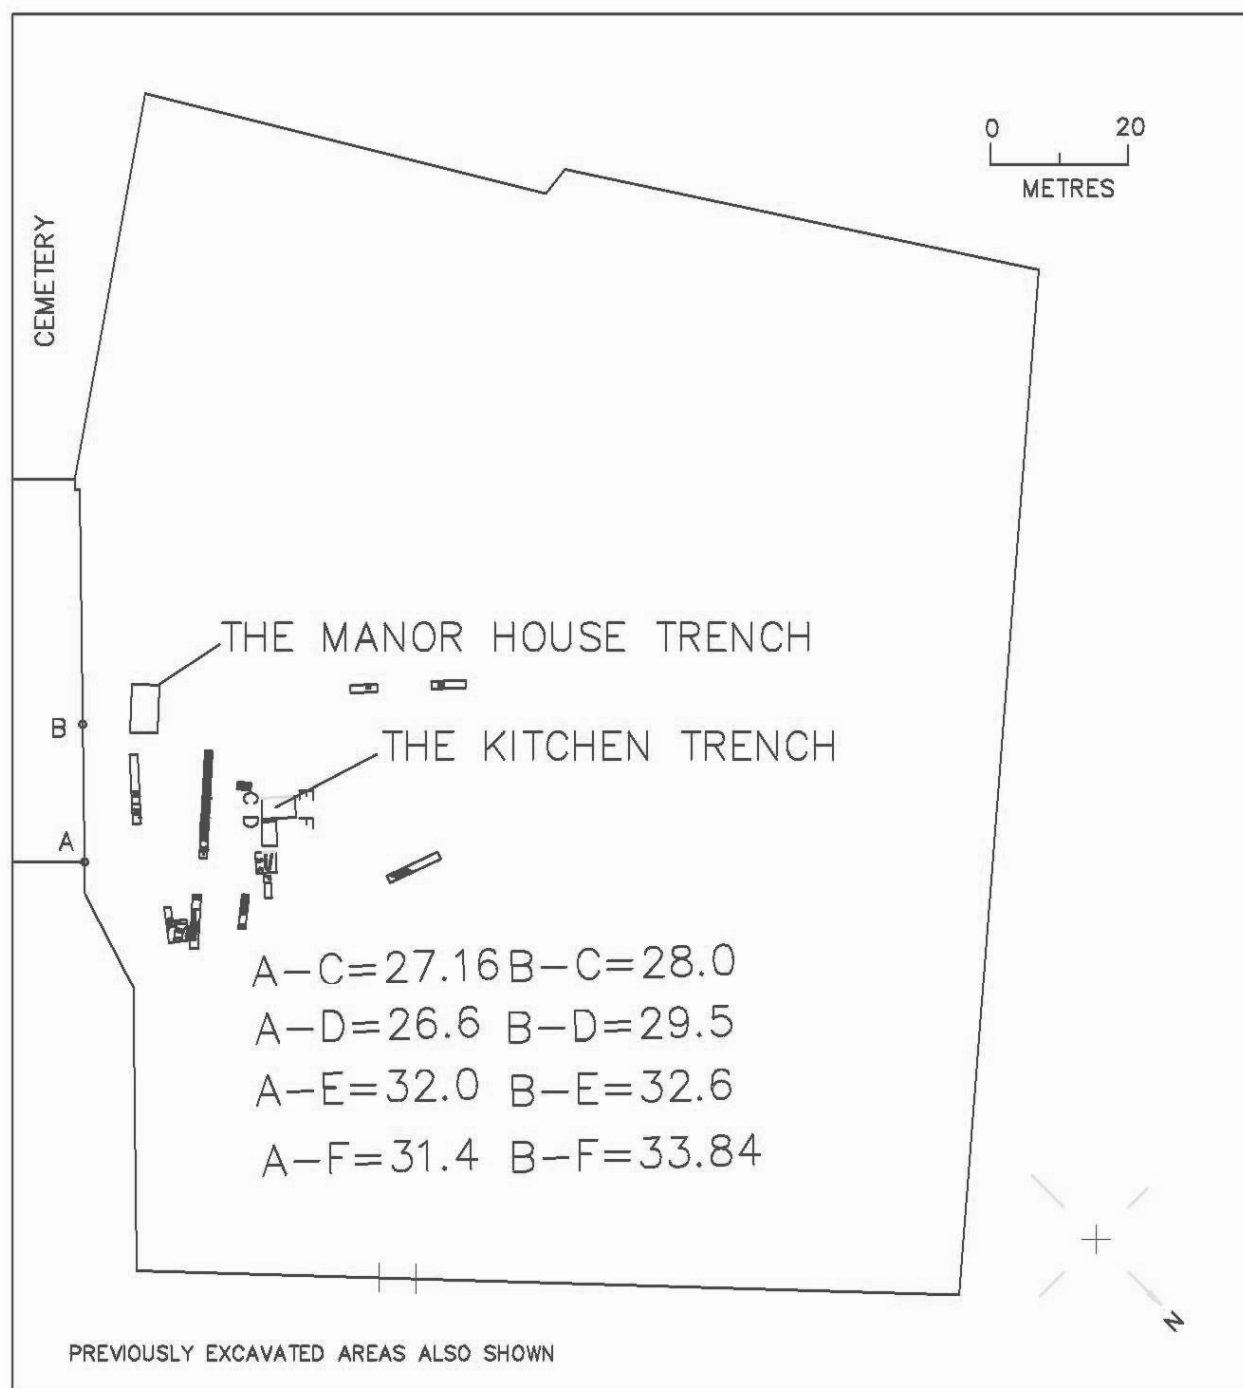 0 20
METRES
CEMETERY
THE MANOR HOUSE TRENCH
B
THE KITCHEN TRENCH
C E
D F
A
A-C=27.16 B-C=28.0
A-D=26.6 B-D=29.5
A-E=32.0 B-E=32.6
A-F=31.4 B-F=33.84
N
PREVIOUSLY EXCAVATED AREAS ALSO SHOWN